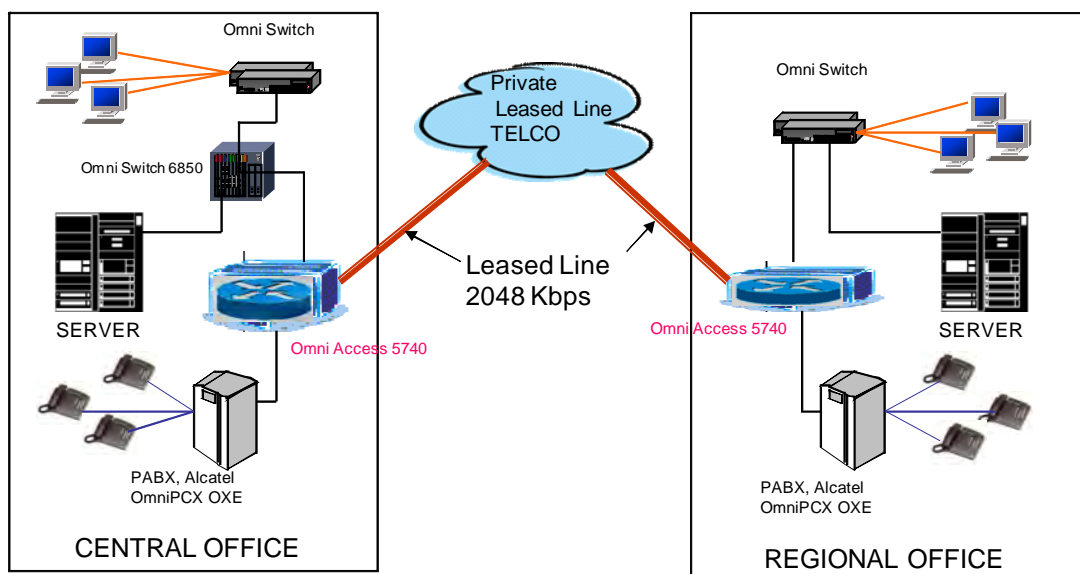 Omni Switch
Omni Switch 6850
SERVER
Omni Access 5740
PABX, Alcatel
OmniPCX OXE
CENTRAL OFFICE
Private
Leased Line
TELCO
Leased Line
2048 Kbps
Omni Switch
Omni Access 5740
SERVER
PABX, Alcatel
OmniPCX OXE
REGIONAL OFFICE